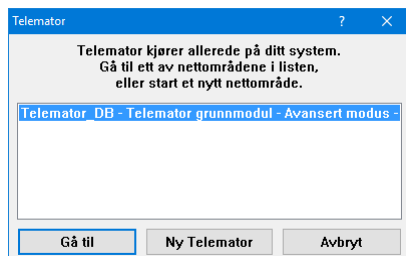 Telemator
Telemator kjører allerede på ditt system.
Gå til ett av nettområdene i listen,
eller start et nytt nettområde.
Telemator_DB - Telemator grunnmodul - Avansert modus -
Gå til
Ny Telemator
Avbryt